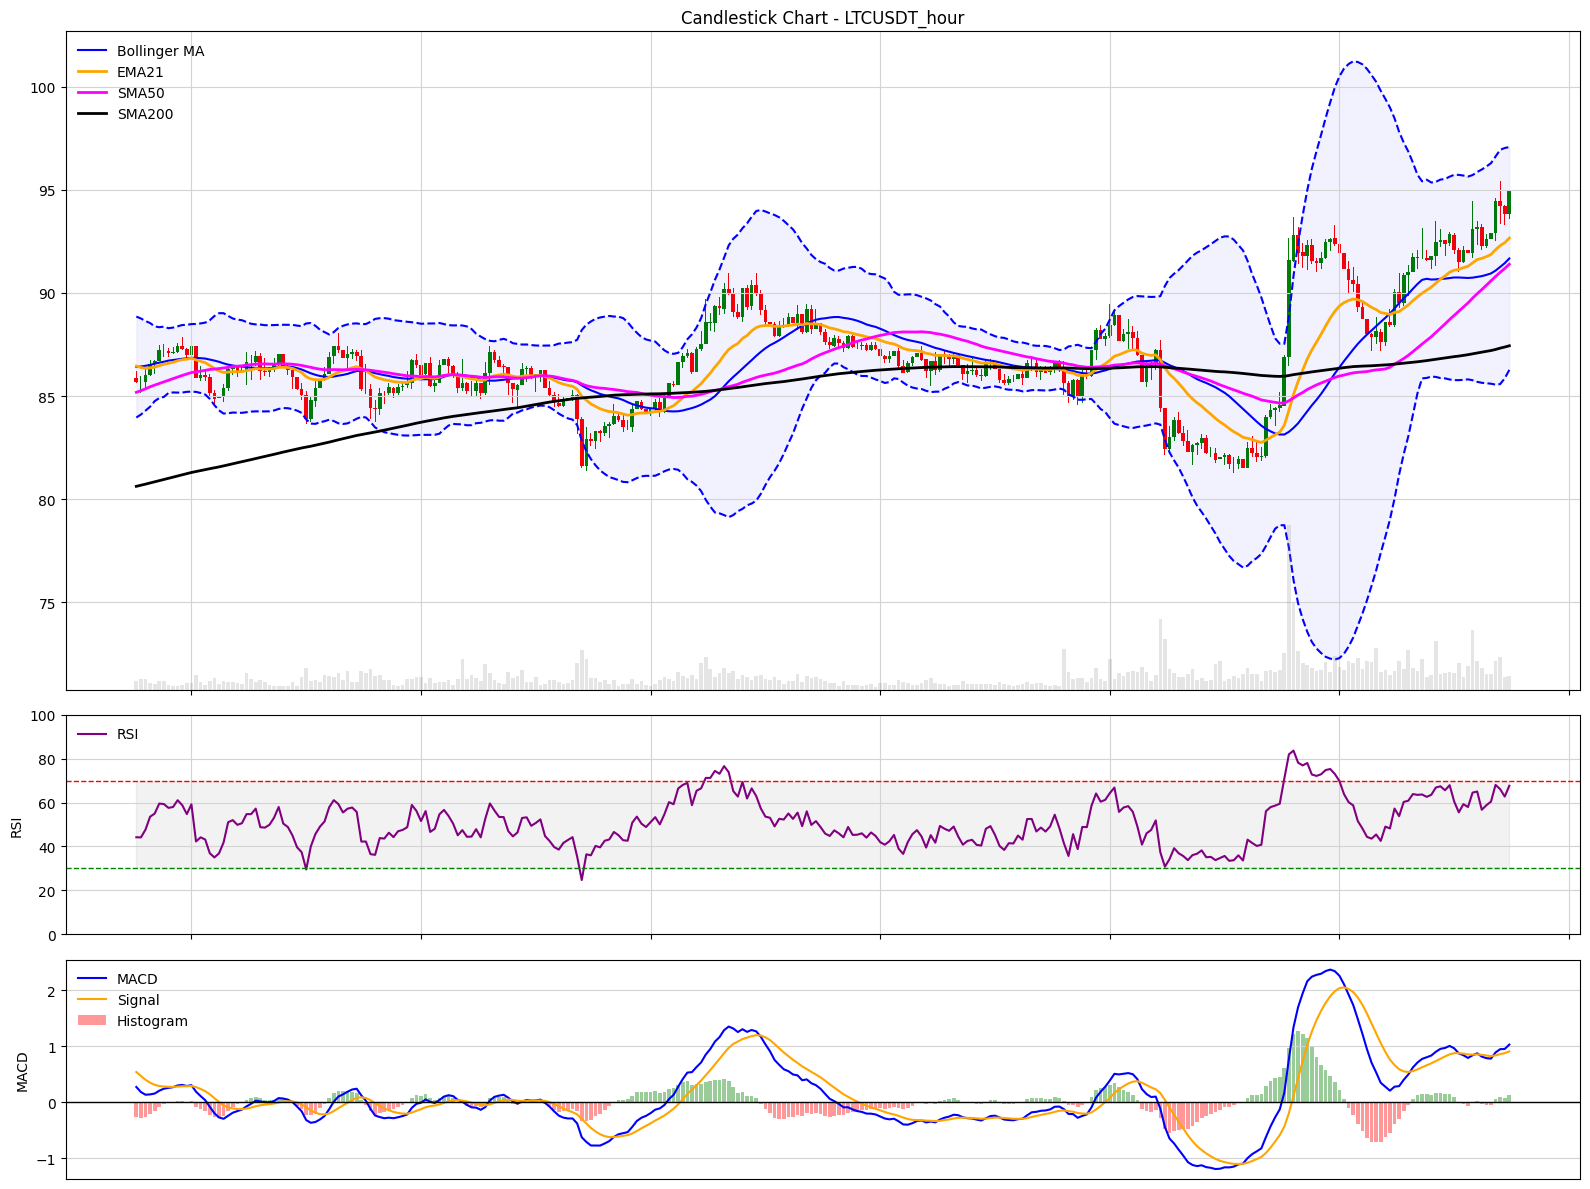 Candlestick Chart - LTCUSDT_hour
Bollinger MA
EMA21
SMA50
SMA200
100
95
90
85
80
75
RSI
100
80
60
40
20
0
RSI
MACD
Signal
Histogram
2
1
0
−1
MACD